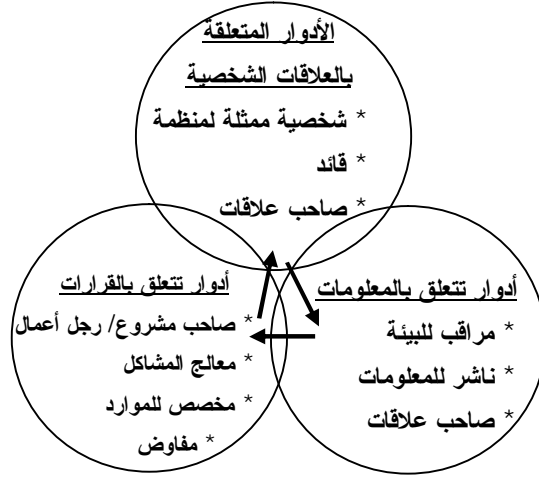 الأدوار المتعلقة
بالعلاقات الشخصية
* شخصية ممثلة لمنظمة
* قائد
* صاحب علاقات
أدوار تتعلق بالمعلومات
* مراقب للبيئة
* ناشر للمعلومات
* صاحب علاقات
أدوار تتعلق بالقرارات
* صاحب مشروع/ رجل أعمال
* معالج المشاكل
* مخصص للموارد
* مفاوض